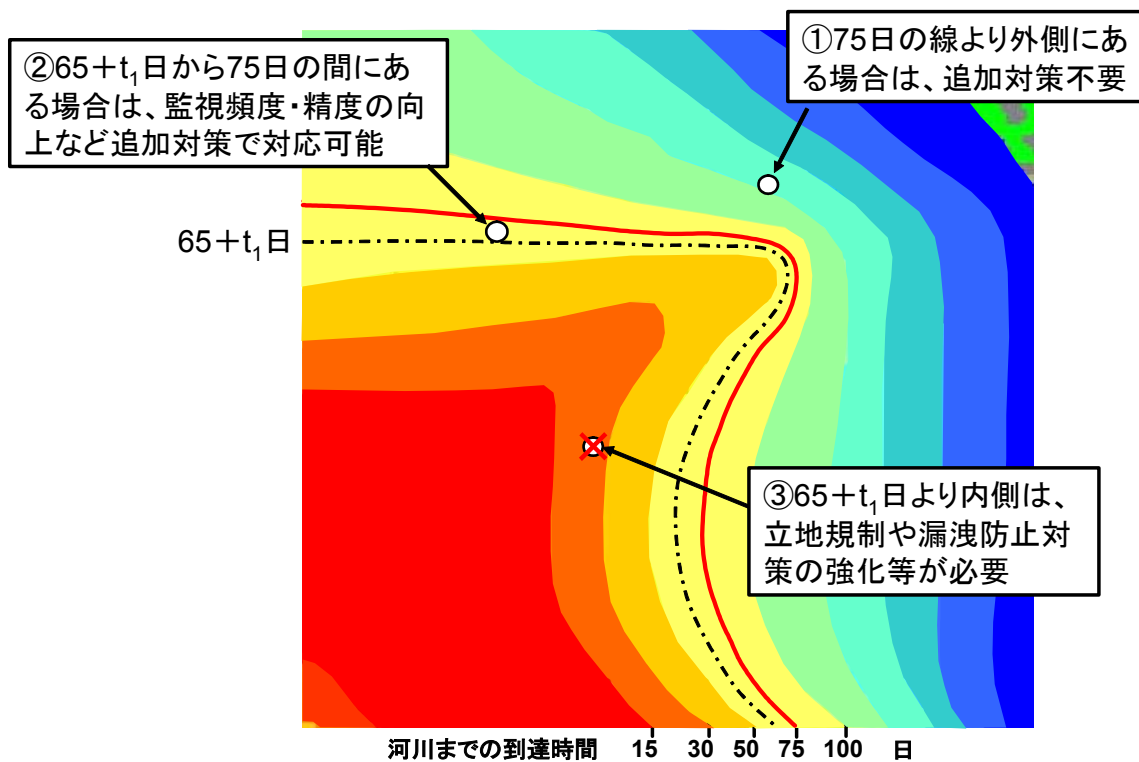 ①75日の線より外側にあ
る場合は、追加対策不要
②65＋t₁日から75日の間にあ
る場合は、監視頻度・精度の向
上など追加対策で対応可能
65＋t₁日
③65＋t₁日より内側は、
立地規制や漏洩防止対
策の強化等が必要
河川までの到達時間 15 30 50 75 100 日